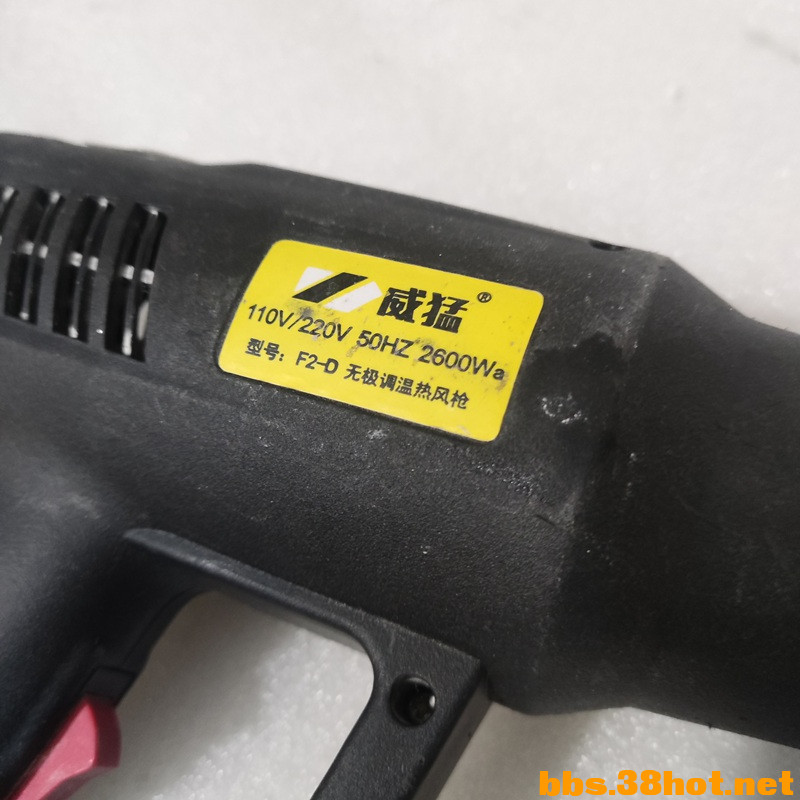 威猛®
110V/220V 50HZ 2600Wa
型号：F2-D 无极调温热风枪
bbs.38hot.net